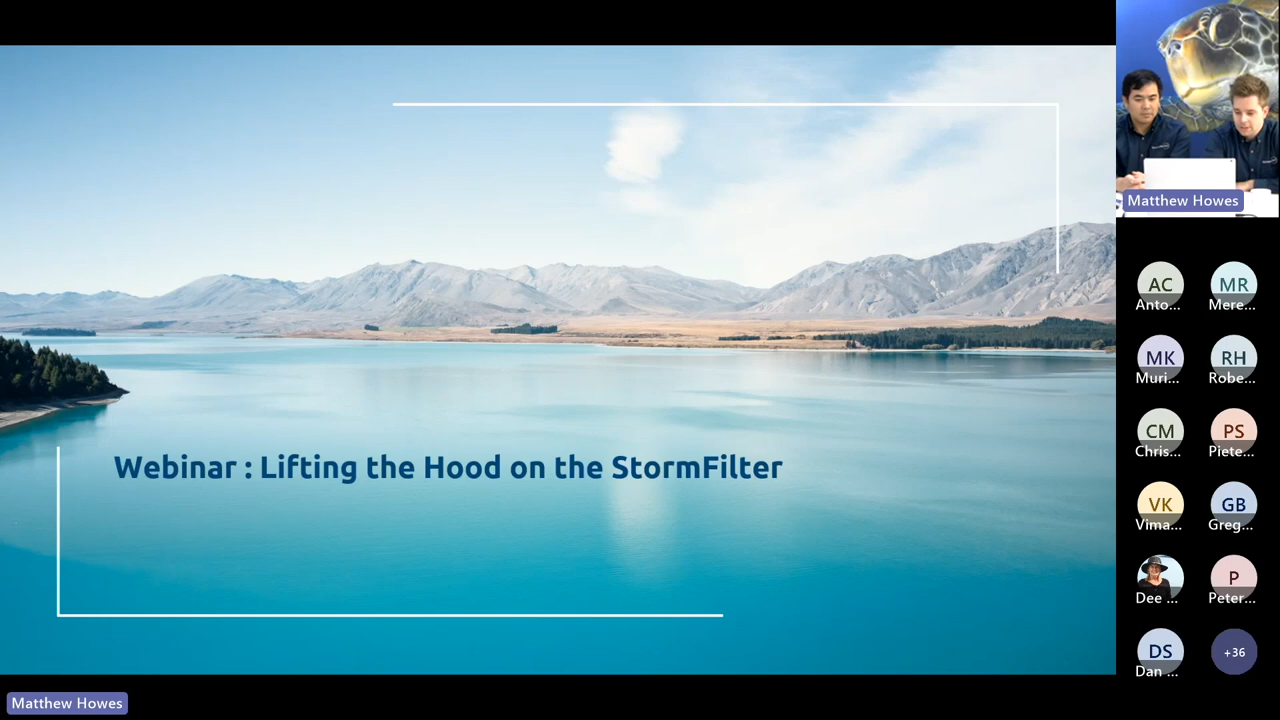 Webinar : Lifting the Hood on the StormFilter
Matthew Howes
Matthew Howes
AC
Anto...
MR
Mere...
MK
Muri...
RH
Robe...
CM
Chris...
PS
Piete...
VK
Vima...
GB
Greg...
Dee ...
P
Peter...
DS
Dan ...
+36